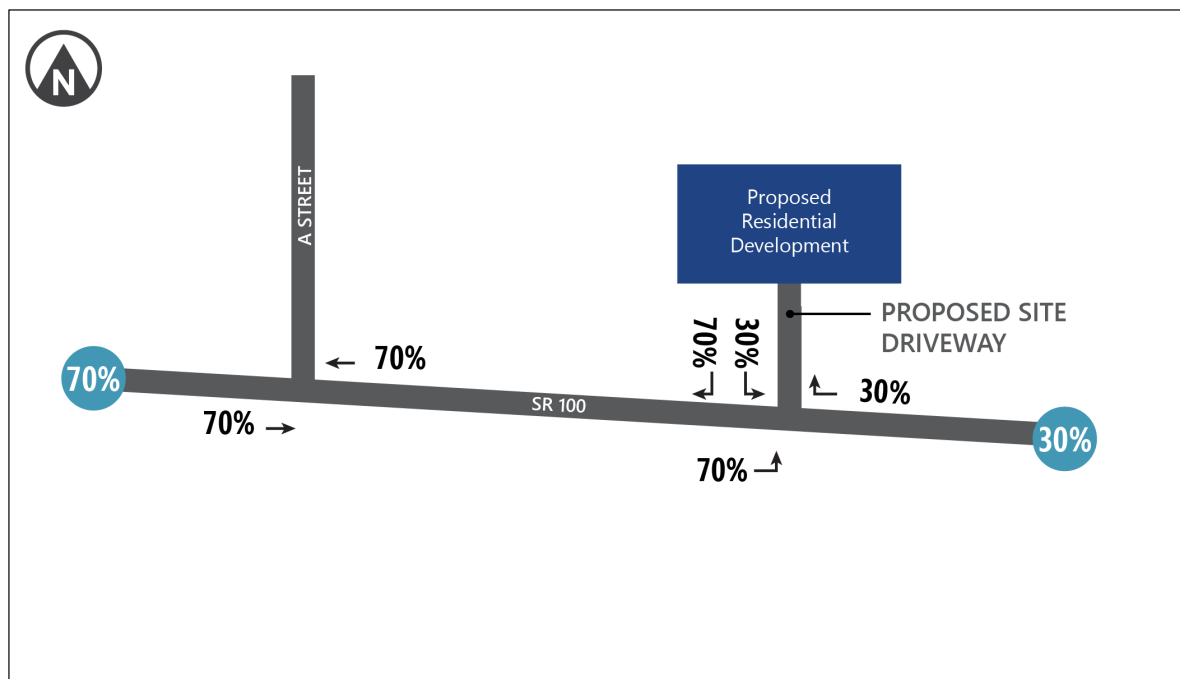 N
A STREET
Proposed
Residential
Development
PROPOSED SITE
DRIVEWAY
70%
30%
70%
70%
30%
SR 100
70%
30%
70%